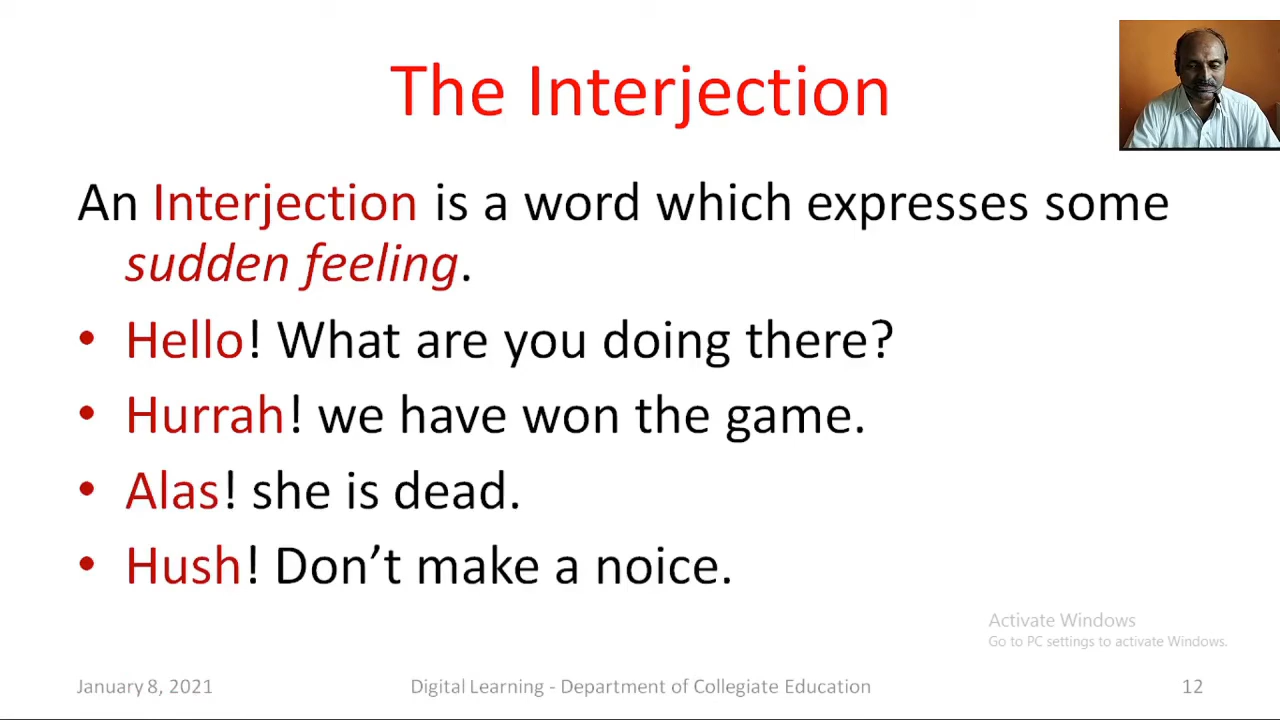 The Interjection
An Interjection is a word which expresses some
sudden feeling.
• Hello! What are you doing there?
• Hurrah! we have won the game.
• Alas! she is dead.
• Hush! Don’t make a noice.
Activate Windows
Go to PC settings to activate Windows.
January 8, 2021
Digital Learning - Department of Collegiate Education
12